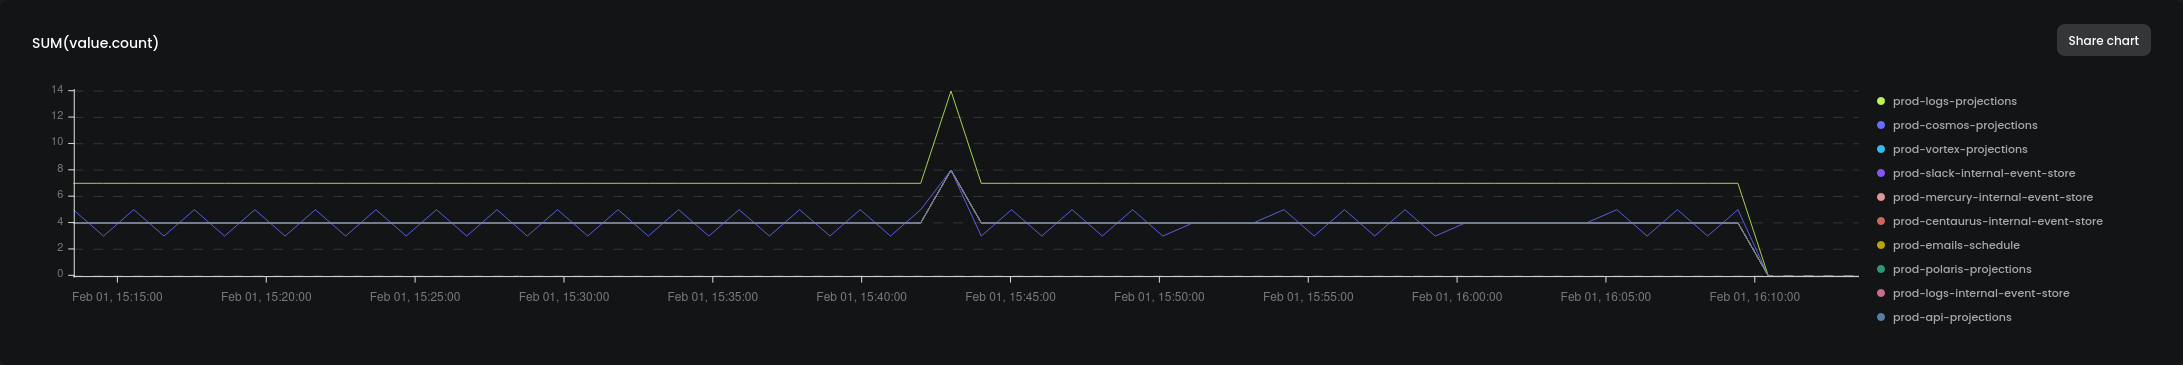 SUM(value.count)
Share chart
14
12
10
8
6
4
2
0
Feb 01, 15:15:00
Feb 01, 15:20:00
Feb 01, 15:25:00
Feb 01, 15:30:00
Feb 01, 15:35:00
Feb 01, 15:40:00
Feb 01, 15:45:00
Feb 01, 15:50:00
Feb 01, 15:55:00
Feb 01, 16:00:00
Feb 01, 16:05:00
Feb 01, 16:10:00
prod-logs-projections
prod-cosmos-projections
prod-vortex-projections
prod-slack-internal-event-store
prod-mercury-internal-event-store
prod-centaurus-internal-event-store
prod-emails-schedule
prod-polaris-projections
prod-logs-internal-event-store
prod-api-projections